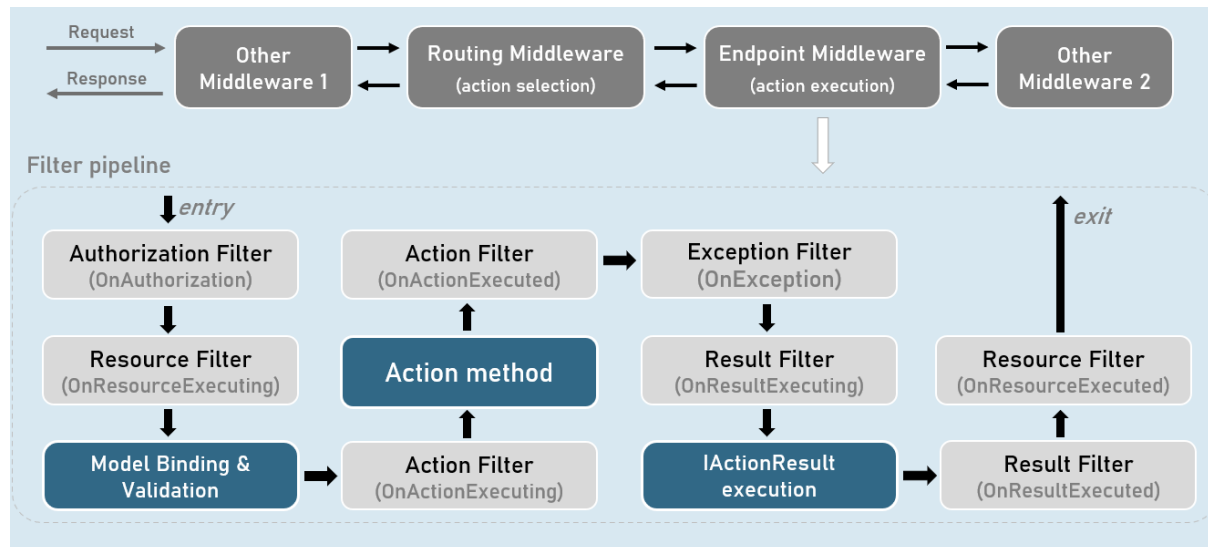 Request
Response
Other
Middleware 1
Routing Middleware
(action selection)
Endpoint Middleware
(action execution)
Other
Middleware 2
Filter pipeline
entry
Authorization Filter
(OnAuthorization)
Resource Filter
(OnResourceExecuting)
Model Binding &
Validation
Action Filter
(OnActionExecuting)
Action method
Action Filter
(OnActionExecuted)
Exception Filter
(OnException)
Result Filter
(OnResultExecuting)
IActionResult
execution
Result Filter
(OnResultExecuted)
Resource Filter
(OnResourceExecuted)
exit